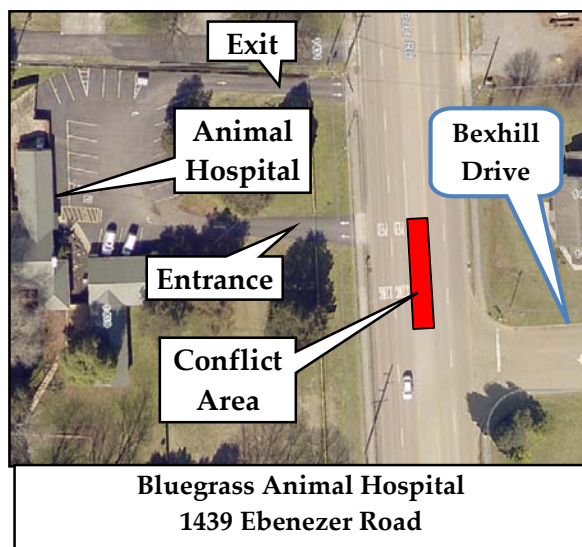 Exit
Animal
Hospital
Bexhill
Drive
Entrance
Conflict
Area
Bluegrass Animal Hospital
1439 Ebenezer Road